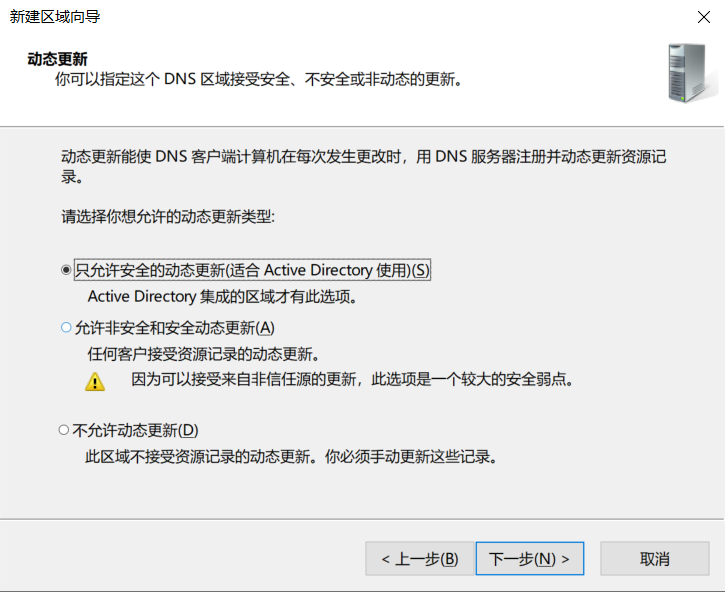 新建区域向导
动态更新
你可以指定这个 DNS 区域接受安全、不安全或非动态的更新。
动态更新能使 DNS 客户端计算机在每次发生更改时，用 DNS 服务器注册并动态更新资源记
录。
请选择你想允许的动态更新类型:
只允许安全的动态更新(适合 Active Directory 使用)(S)
Active Directory 集成的区域才有此选项。
允许非安全和安全动态更新(A)
任何客户接受资源记录的动态更新。
因为可以接受来自非信任源的更新，此选项是一个较大的安全弱点。
不允许动态更新(D)
此区域不接受资源记录的动态更新。你必须手动更新这些记录。
< 上一步(B) 下一步(N) > 取消